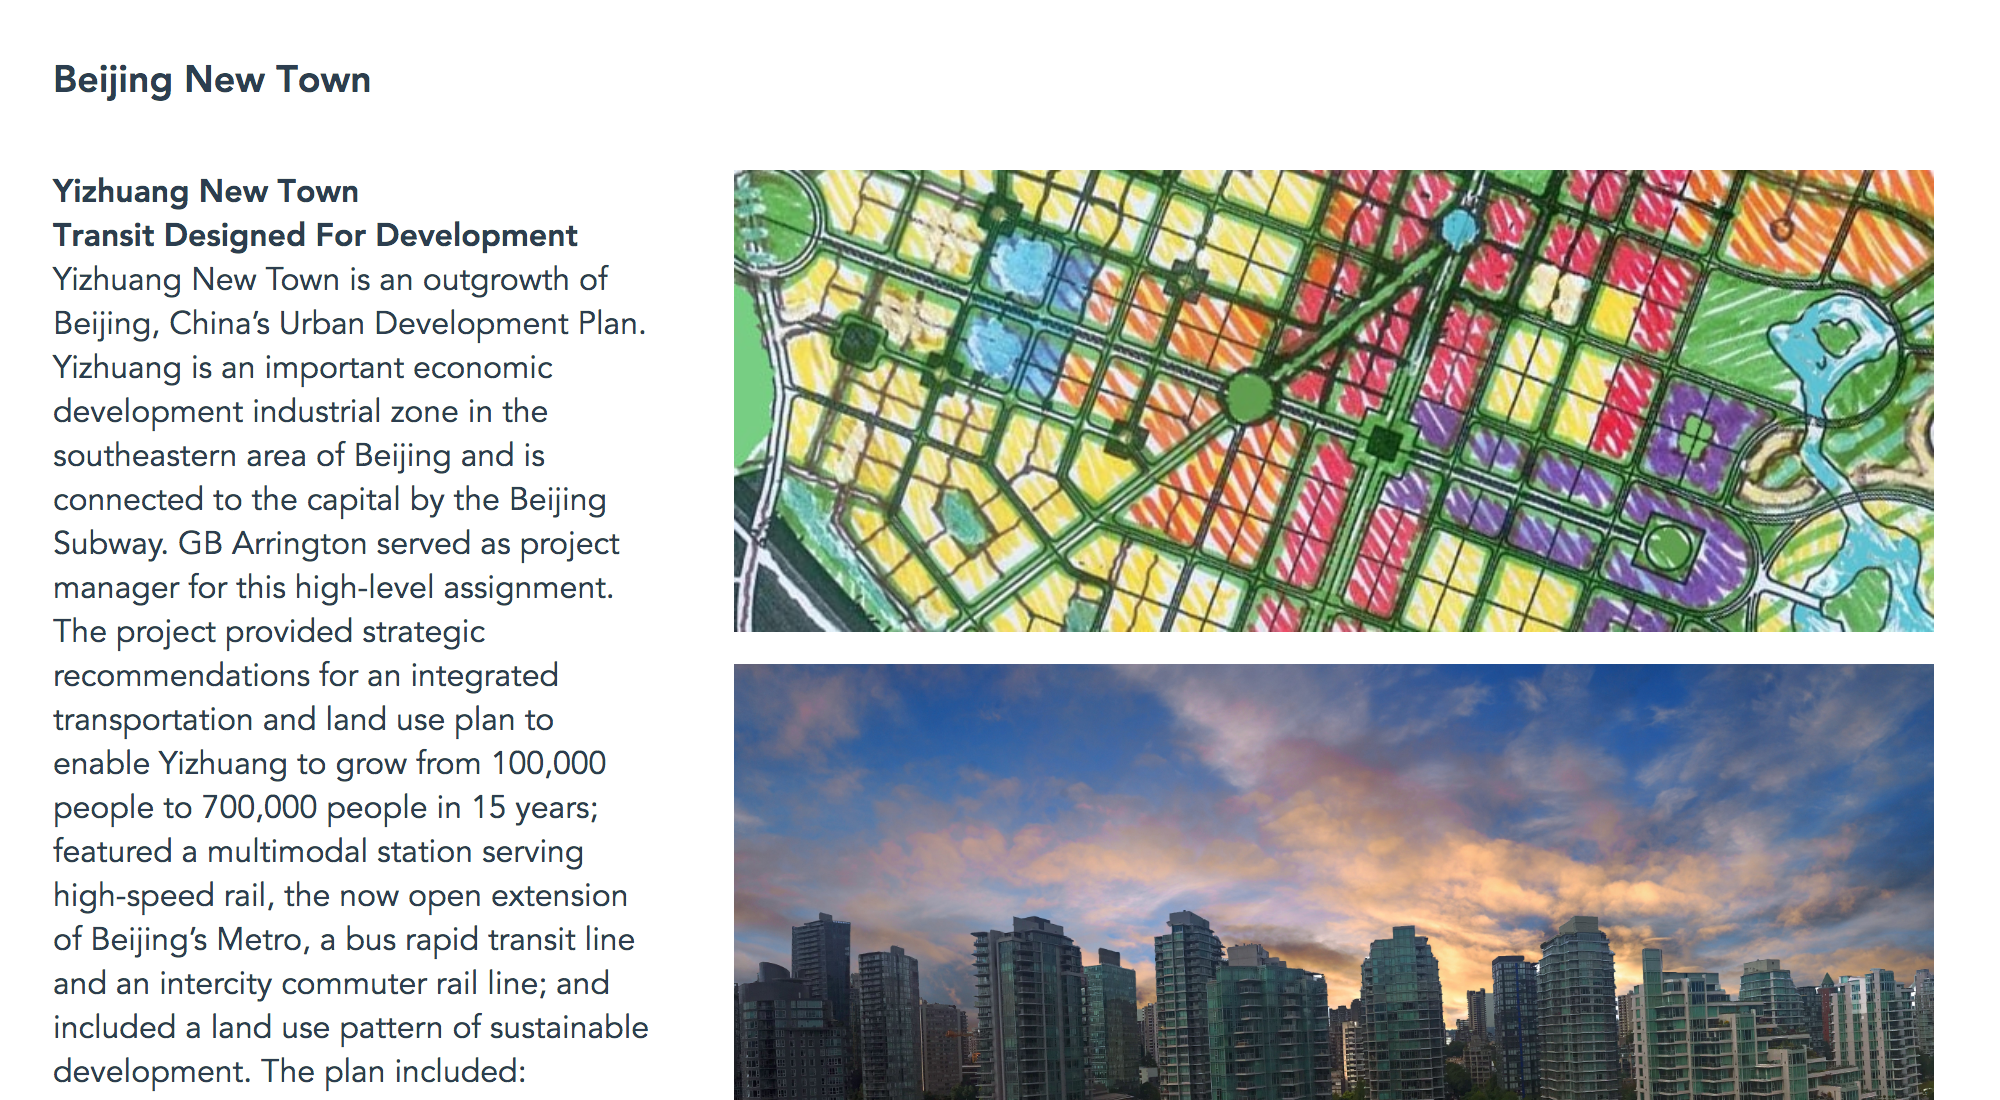 Beijing New Town
Yizhuang New Town
Transit Designed For Development
Yizhuang New Town is an outgrowth of
Beijing, China’s Urban Development Plan.
Yizhuang is an important economic
development industrial zone in the
southeastern area of Beijing and is
connected to the capital by the Beijing
Subway. GB Arrington served as project
manager for this high-level assignment.
The project provided strategic
recommendations for an integrated
transportation and land use plan to
enable Yizhuang to grow from 100,000
people to 700,000 people in 15 years;
featured a multimodal station serving
high-speed rail, the now open extension
of Beijing’s Metro, a bus rapid transit line
and an intercity commuter rail line; and
included a land use pattern of sustainable
development. The plan included: